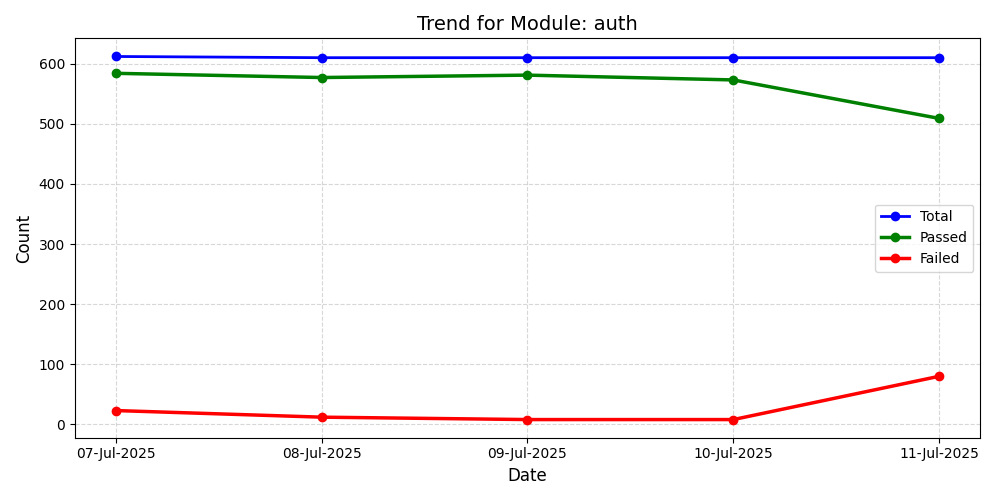 Trend for Module: auth
Count
600
500
400
300
200
100
0
Total
Passed
Failed
07-Jul-2025
08-Jul-2025
09-Jul-2025
10-Jul-2025
11-Jul-2025
Date